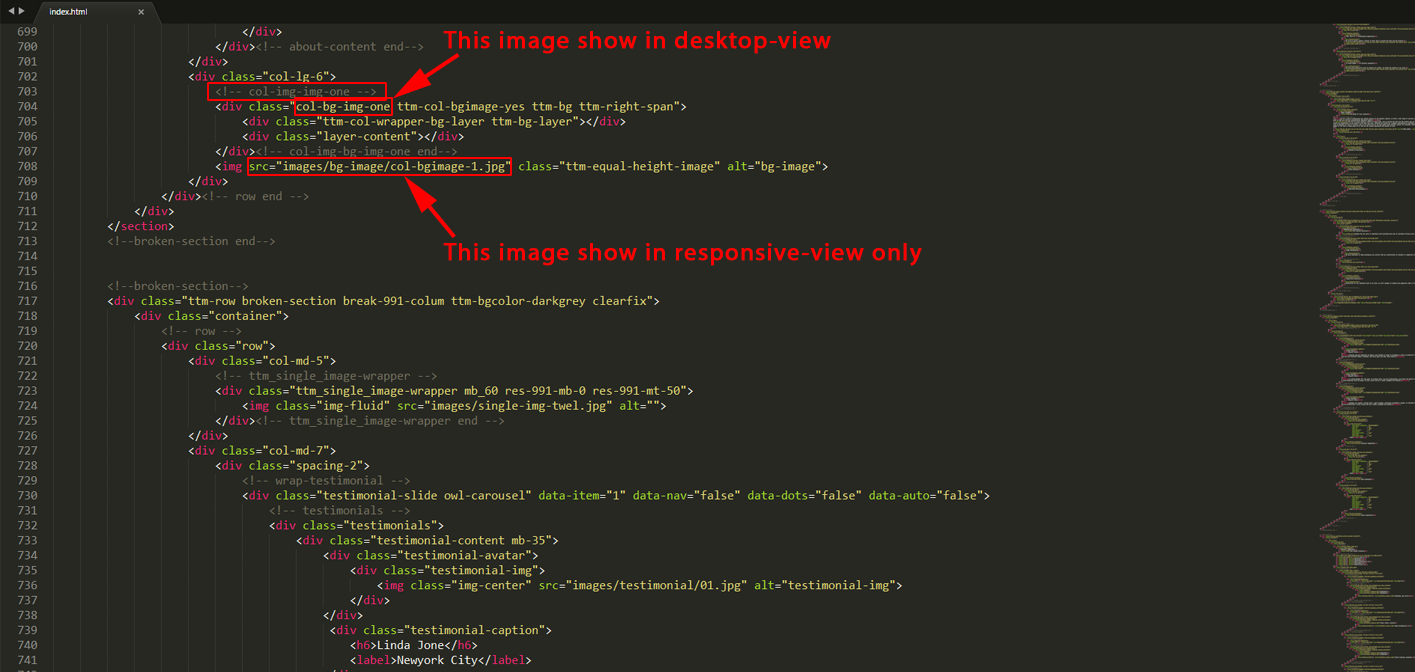 index.html ×
699 </div>
700 </div><!-- about-content end-->
This image show in desktop-view
701 </div>
702 <div class="col-lg-6">
703 <!-- col-img-img-one -->
704 <div class="col-bg-img-one ttm-col-bgimage-yes ttm-bg ttm-right-span">
705 <div class="ttm-col-wrapper-bg-layer ttm-bg-layer"></div>
706 <div class="layer-content"></div>
707 </div><!-- col-img-bg-img-one end-->
708 <img src="images/bg-image/col-bgimage-1.jpg" class="ttm-equal-height-image" alt="bg-image">
709 </div>
710 </div><!-- row end -->
711 </div>
712 </section>
713 <!--broken-section end-->
This image show in responsive-view only
714
715
716 <!--broken-section-->
717 <div class="ttm-row broken-section break-991-colum ttm-bgcolor-darkgrey clearfix">
718 <div class="container">
719 <!-- row -->
720 <div class="row">
721 <div class="col-md-5">
722 <!-- ttm_single_image-wrapper -->
723 <div class="ttm_single_image-wrapper mb_60 res-991-mb-0 res-991-mt-50">
724 <img class="img-fluid" src="images/single-img-twel.jpg" alt="">
725 </div><!-- ttm_single_image-wrapper end -->
726 </div>
727 <div class="col-md-7">
728 <div class="spacing-2">
729 <!-- wrap-testimonial -->
730 <div class="testimonial-slide owl-carousel" data-item="1" data-nav="false" data-dots="false" data-auto="false">
731 <!-- testimonials -->
732 <div class="testimonials">
733 <div class="testimonial-content mb-35">
734 <div class="testimonial-avatar">
735 <div class="testimonial-img">
736 <img class="img-center" src="images/testimonial/01.jpg" alt="testimonial-img">
737 </div>
738 </div>
739 <div class="testimonial-caption">
740 <h6>Linda Jone</h6>
741 <label>Newyork City</label>